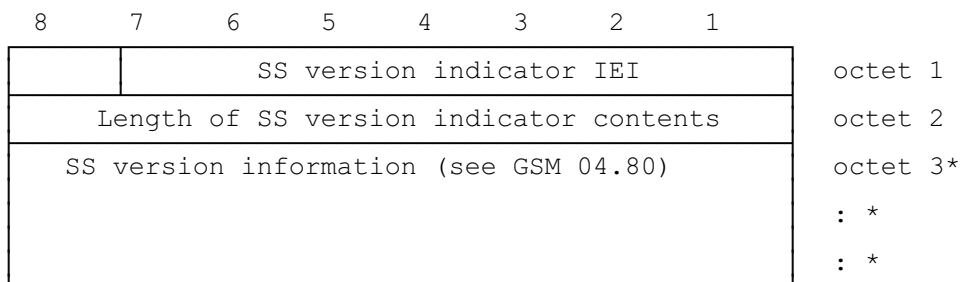 8 7 6 5 4 3 2 1
SS version indicator IEI octet 1
Length of SS version indicator contents octet 2
SS version information (see GSM 04.80) octet 3*
: *
: *